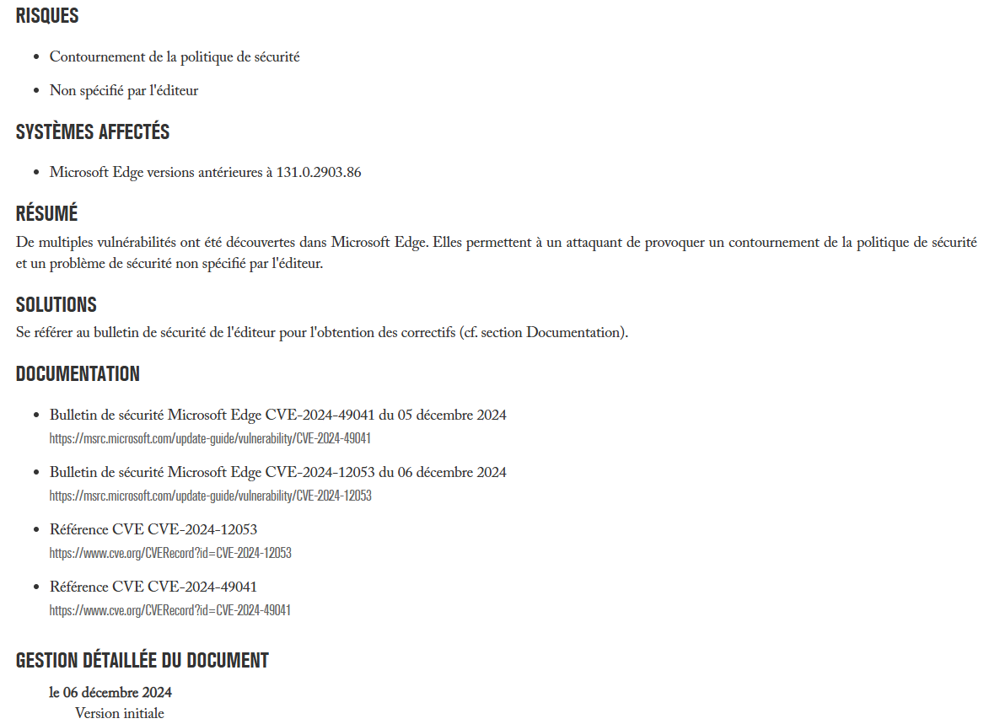 RISQUES
• Contournement de la politique de sécurité
• Non spécifié par l'éditeur
SYSTÈMES AFFECTÉS
• Microsoft Edge versions antérieures à 131.0.2903.86
RÉSUMÉ
De multiples vulnérabilités ont été découvertes dans Microsoft Edge. Elles permettent à un attaquant de provoquer un contournement de la politique de sécurité
et un problème de sécurité non spécifié par l'éditeur.
SOLUTIONS
Se référer au bulletin de sécurité de l'éditeur pour l'obtention des correctifs (cf. section Documentation).
DOCUMENTATION
• Bulletin de sécurité Microsoft Edge CVE-2024-49041 du 05 décembre 2024
https://msrc.microsoft.com/update-guide/vulnerability/CVE-2024-49041
• Bulletin de sécurité Microsoft Edge CVE-2024-12053 du 06 décembre 2024
https://msrc.microsoft.com/update-guide/vulnerability/CVE-2024-12053
• Référence CVE CVE-2024-12053
https://www.cve.org/CVERecord?id=CVE-2024-12053
• Référence CVE CVE-2024-49041
https://www.cve.org/CVERecord?id=CVE-2024-49041
GESTION DÉTAILLÉE DU DOCUMENT
le 06 décembre 2024
Version initiale